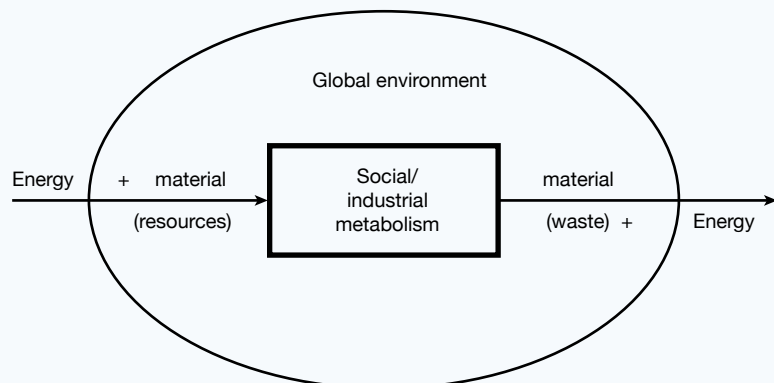 Global environment
Energy + material
(resources)
Social/
industrial
metabolism
material
(waste) + Energy